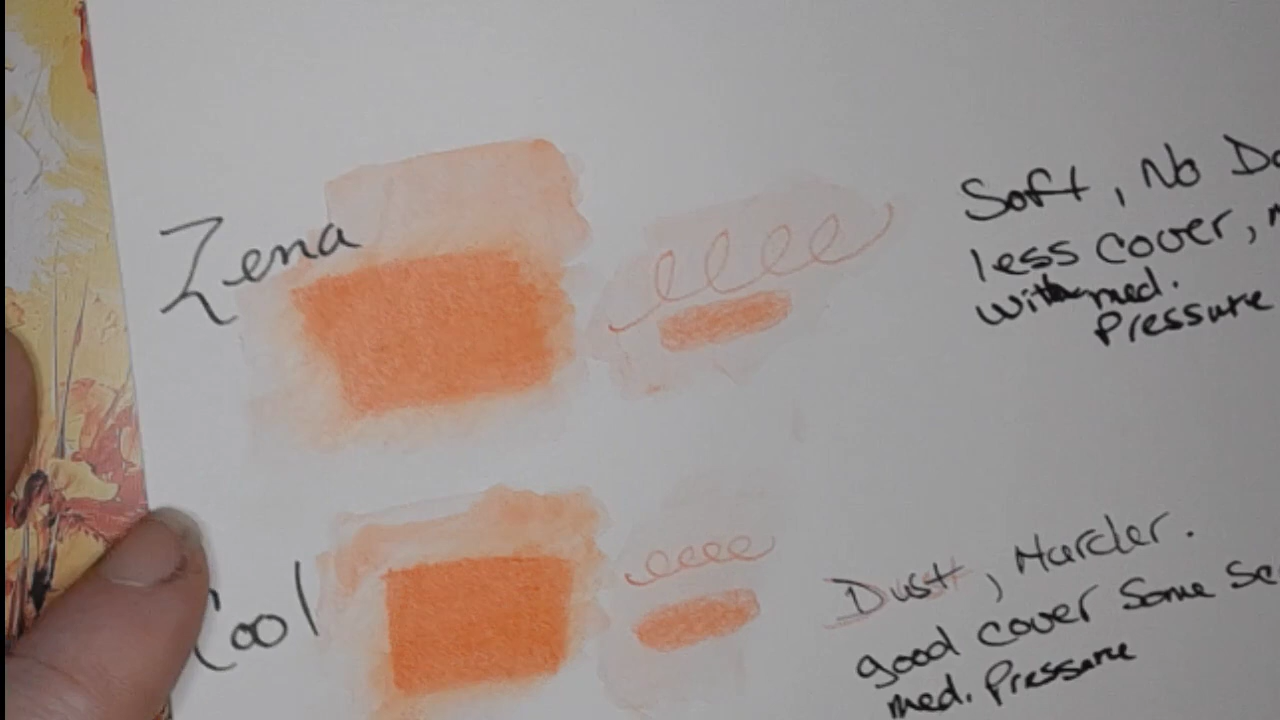 Zena
Soft, No
less cover,
with med.
Pressure
Cool
Dust, Harder.
good cover Some
med. Pressure